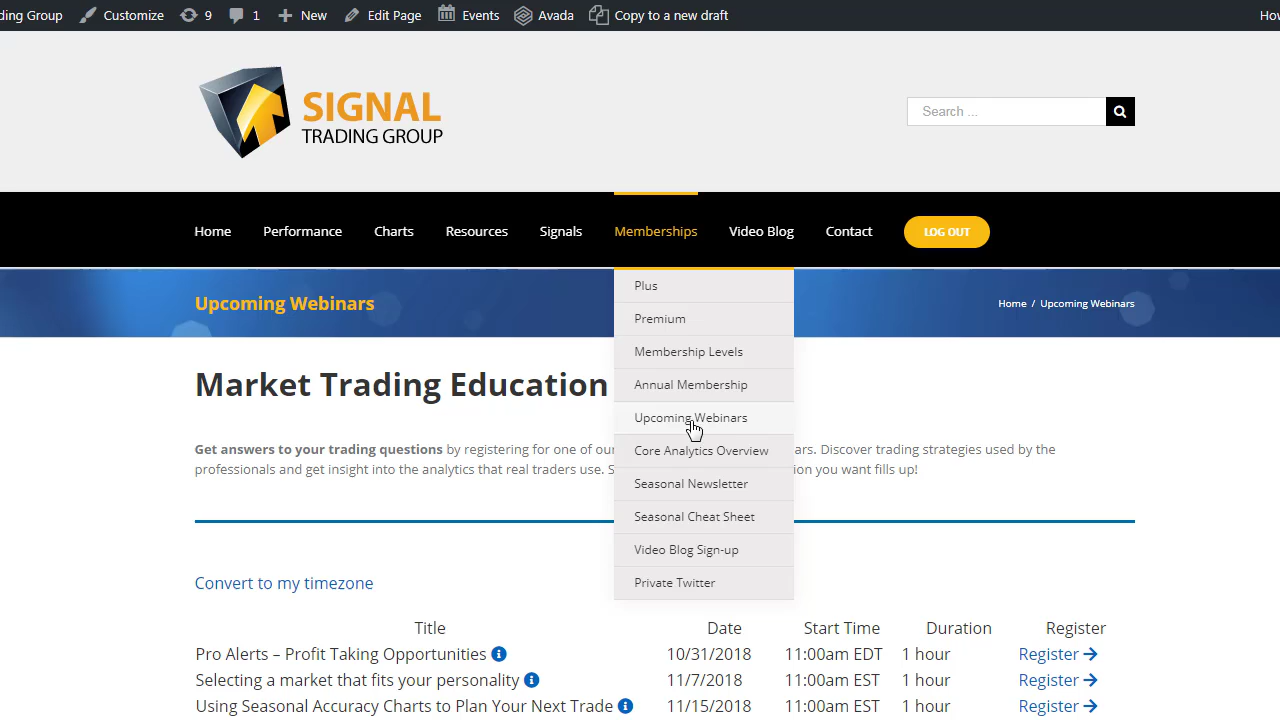 ding Group Customize 9 1 New Edit Page Events Avada Copy to a new draft How
SIGNAL
TRADING GROUP
Search ...
Home Performance Charts Resources Signals Memberships Video Blog Contact LOG OUT
Upcoming Webinars
Home / Upcoming Webinars
Plus
Premium
Membership Levels
Annual Membership
Upcoming Webinars
Core Analytics Overview
Seasonal Newsletter
Seasonal Cheat Sheet
Video Blog Sign-up
Private Twitter
Market Trading Education
Get answers to your trading questions by registering for one of our ars. Discover trading strategies used by the
professionals and get insight into the analytics that real traders use. S ion you want fills up!
Convert to my timezone
Title Date Start Time Duration Register
Pro Alerts – Profit Taking Opportunities 10/31/2018 11:00am EDT 1 hour Register
Selecting a market that fits your personality 11/7/2018 11:00am EST 1 hour Register
Using Seasonal Accuracy Charts to Plan Your Next Trade 11/15/2018 11:00am EST 1 hour Register